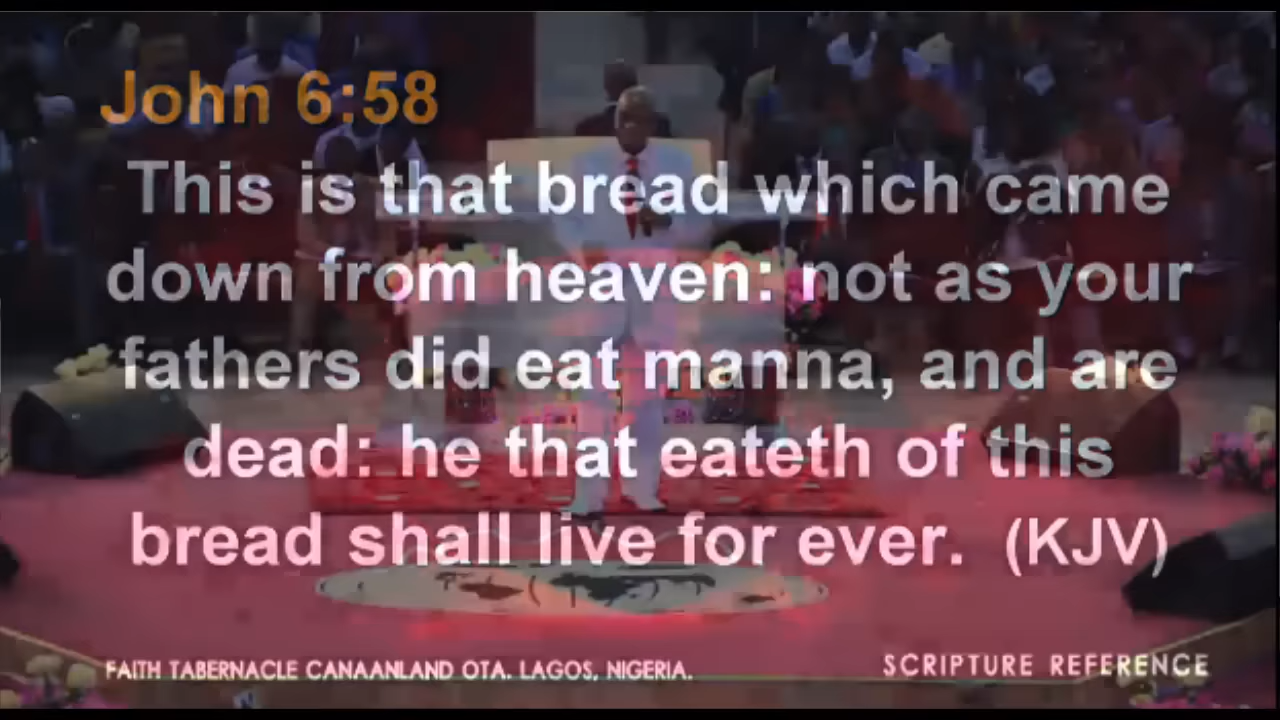 John 6:58
This is that bread which came
down from heaven: not as your
fathers did eat manna, and are
dead: he that eateth of this
bread shall live for ever. (KJV)
FAITH TABERNACLE CANAANLAND OTA. LAGOS, NIGERIA.
SCRIPTURE REFERENCE